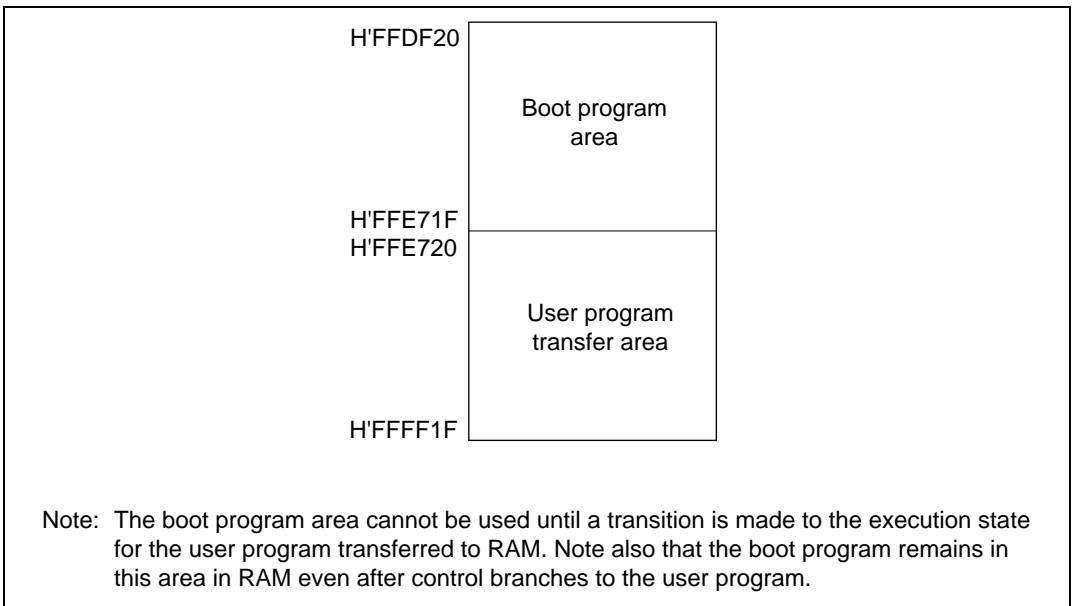 H'FFDF20
Boot program
area
H'FFE71F
H'FFE720
User program
transfer area
H'FFFF1F
Note: The boot program area cannot be used until a transition is made to the execution state
for the user program transferred to RAM. Note also that the boot program remains in
this area in RAM even after control branches to the user program.